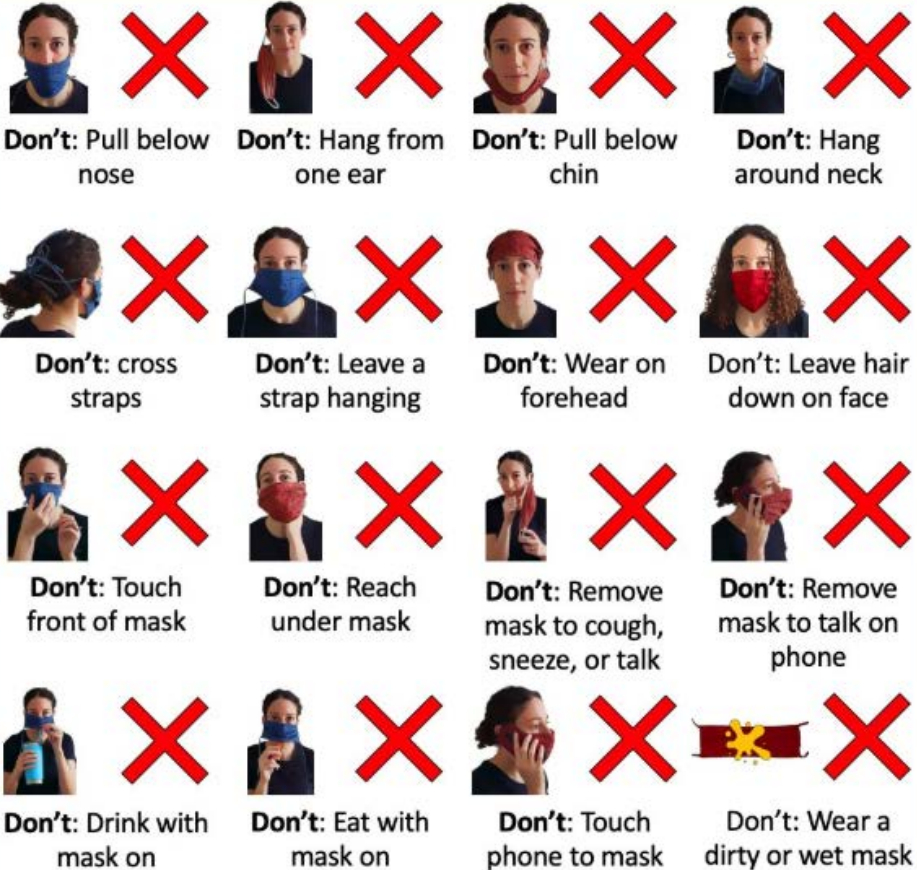 Don't: Pull below
nose
Don't: Hang from
one ear
Don't: Pull below
chin
Don't: Hang
around neck
Don't: cross
straps
Don't: Leave a
strap hanging
Don't: Wear on
forehead
Don't: Leave hair
down on face
Don't: Touch
front of mask
Don't: Reach
under mask
Don't: Remove
mask to cough,
sneeze, or talk
Don't: Remove
mask to talk on
phone
Don't: Drink with
mask on
Don't: Eat with
mask on
Don't: Touch
phone to mask
Don't: Wear a
dirty or wet mask